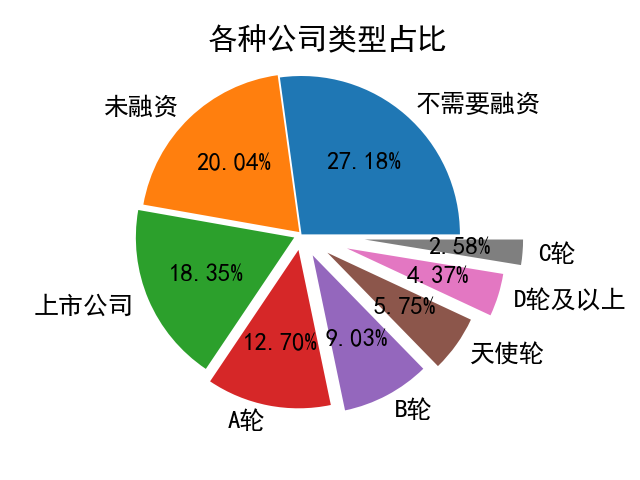 各种公司类型占比
不需要融资
27.18%
未融资
20.04%
上市公司
18.35%
A轮
12.70%
B轮
9.03%
天使轮
5.75%
D轮及以上
4.37%
C轮
2.58%